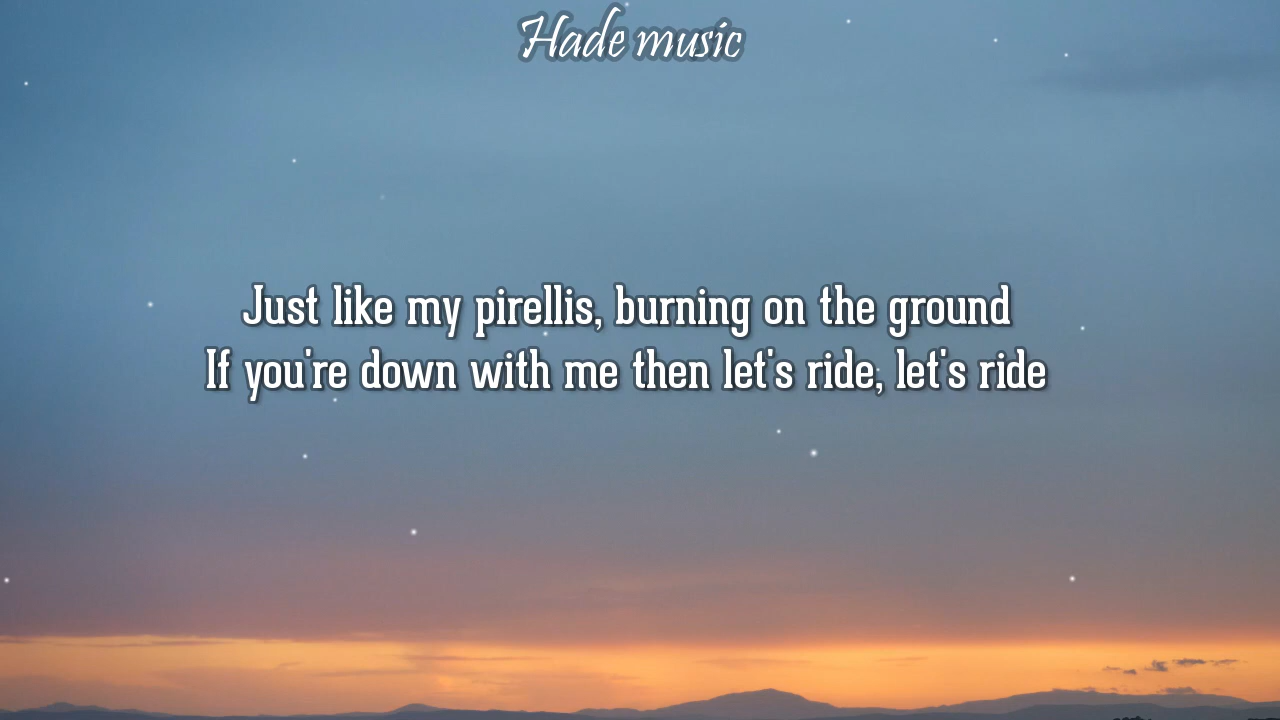 Hade music
Just like my pirellis, burning on the ground
If you're down with me then let's ride, let's ride